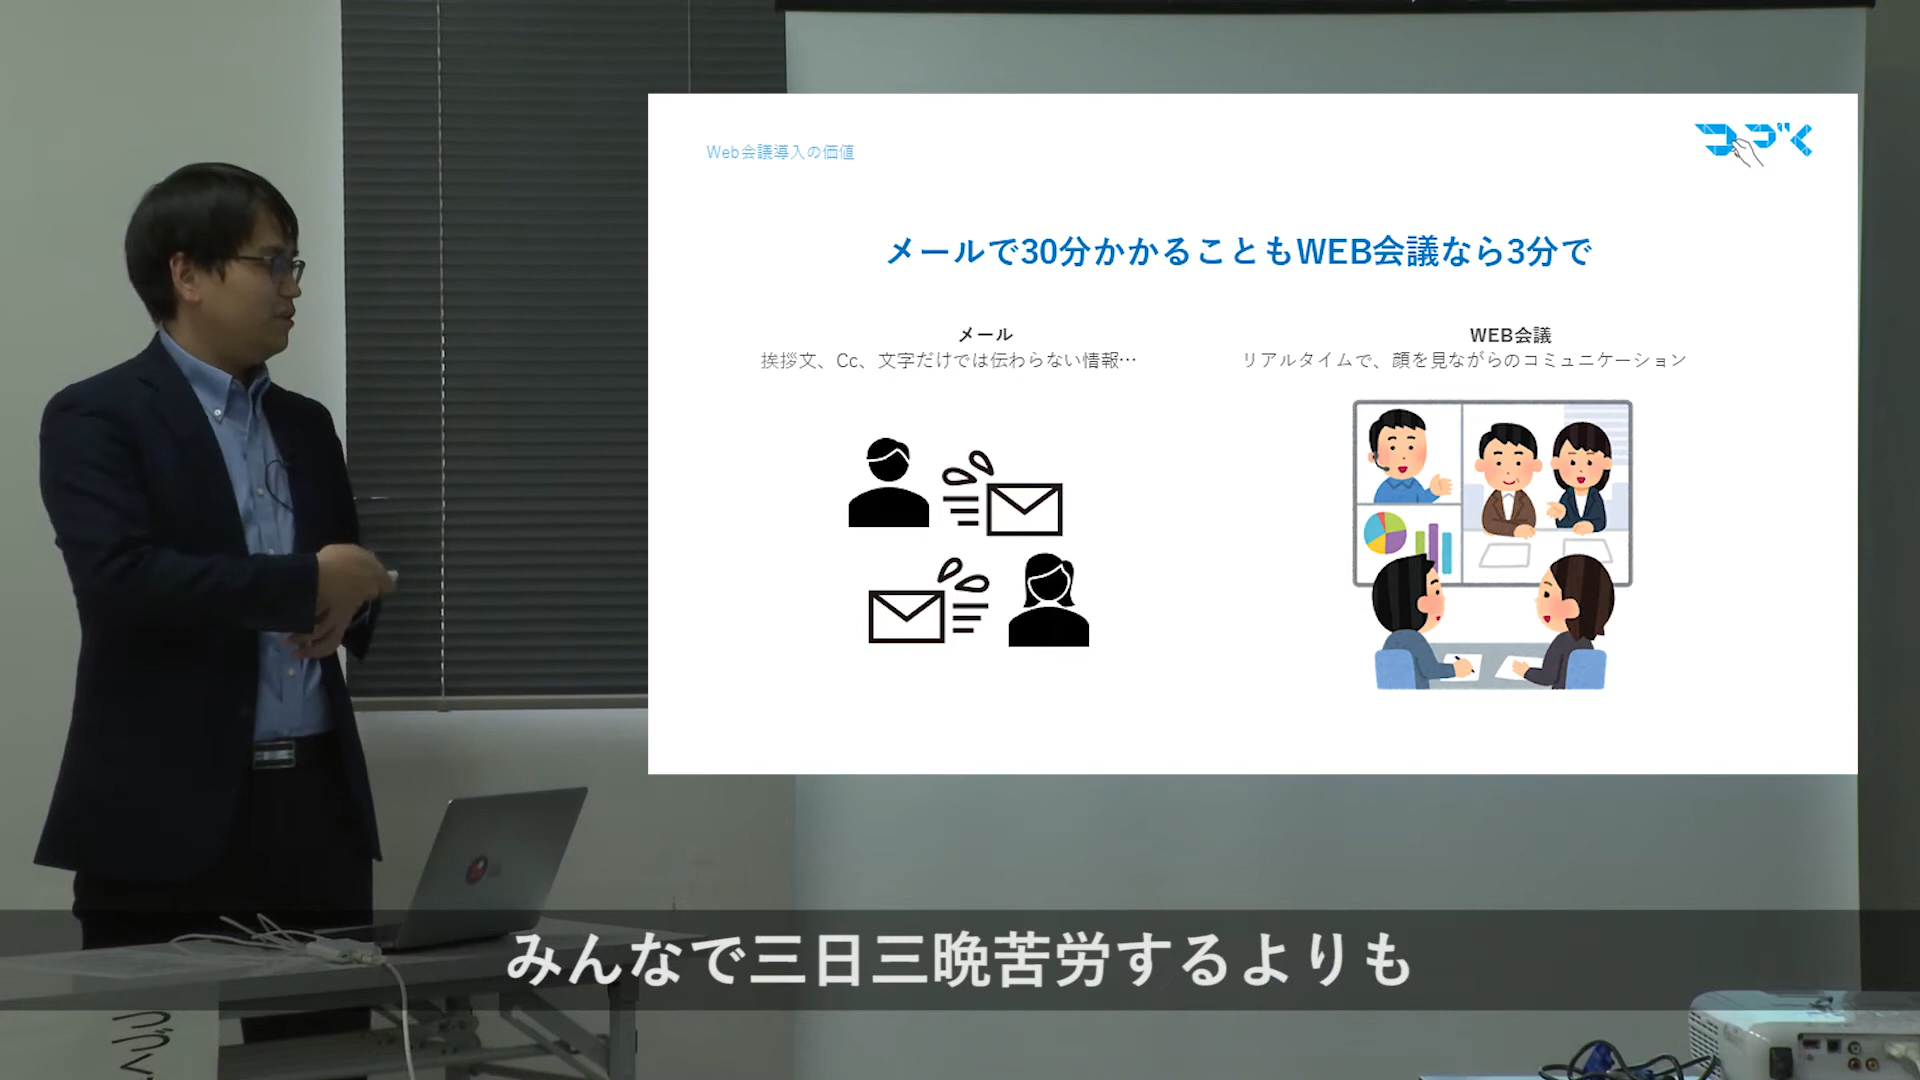 Web会議導入の価値
つづく
メールで30分かかることもWEB会議なら3分で
メール
挨拶文、Cc、文字だけでは伝わらない情報…
WEB会議
リアルタイムで、顔を見ながらのコミュニケーション
みんなで三日三晩苦労するよりも
つづく